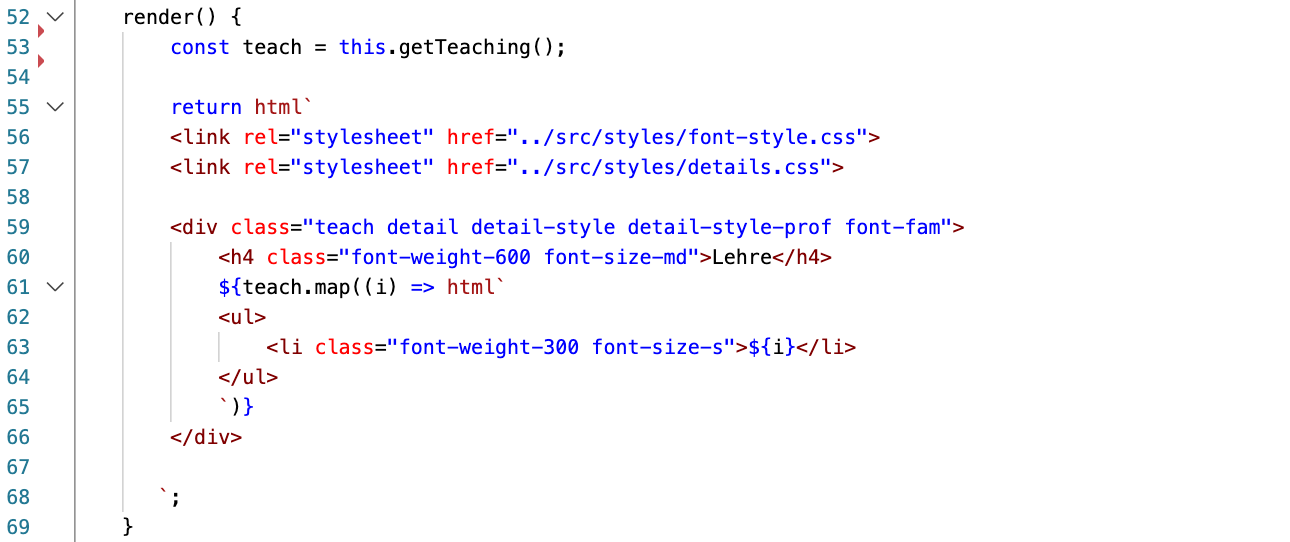 52 render() {
53 const teach = this.getTeaching();
54
55 return html`
56 <link rel="stylesheet" href="../src/styles/font-style.css">
57 <link rel="stylesheet" href="../src/styles/details.css">
58
59 <div class="teach detail detail-style detail-style-prof font-fam">
60 <h4 class="font-weight-600 font-size-md">Lehre</h4>
61 ${teach.map((i) => html`
62 <ul>
63 <li class="font-weight-300 font-size-s">${i}</li>
64 </ul>
65 `)}
66 </div>
67
68 `;
69 }